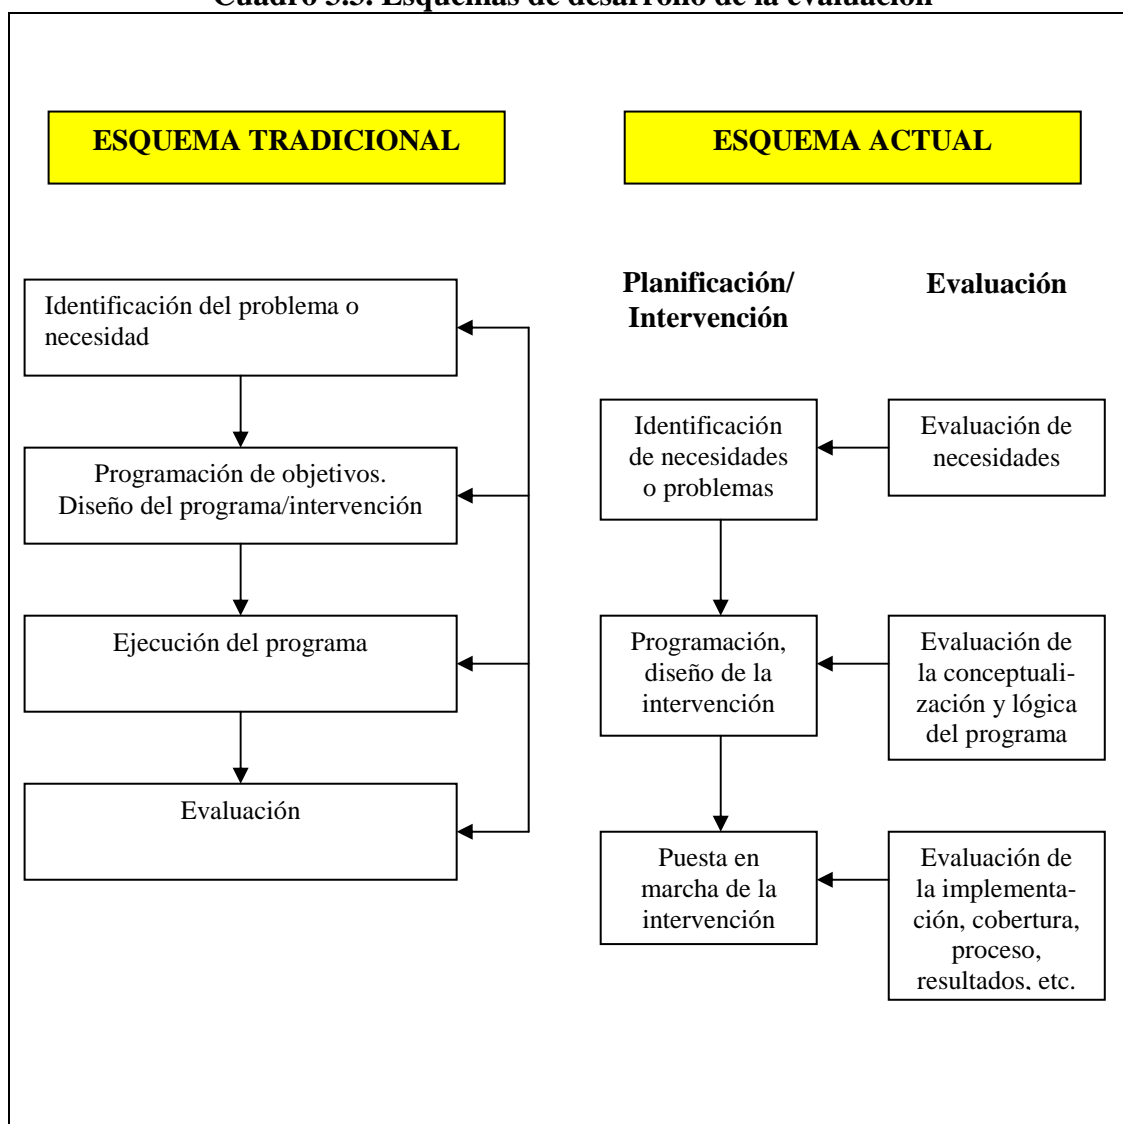 Cuadro 3.3. Esquemas de desarrollo de la evaluación
ESQUEMA TRADICIONAL
Identificación del problema o
necesidad
Programación de objetivos.
Diseño del programa/intervención
Ejecución del programa
Evaluación
ESQUEMA ACTUAL
Planificación/
Intervención
Evaluación
Identificación
de necesidades
o problemas
Evaluación de
necesidades
Programación,
diseño de la
intervención
Evaluación de
la conceptuali-
zación y lógica
del programa
Puesta en
marcha de la
intervención
Evaluación de
la implementa-
ción, cobertura,
proceso,
resultados, etc.